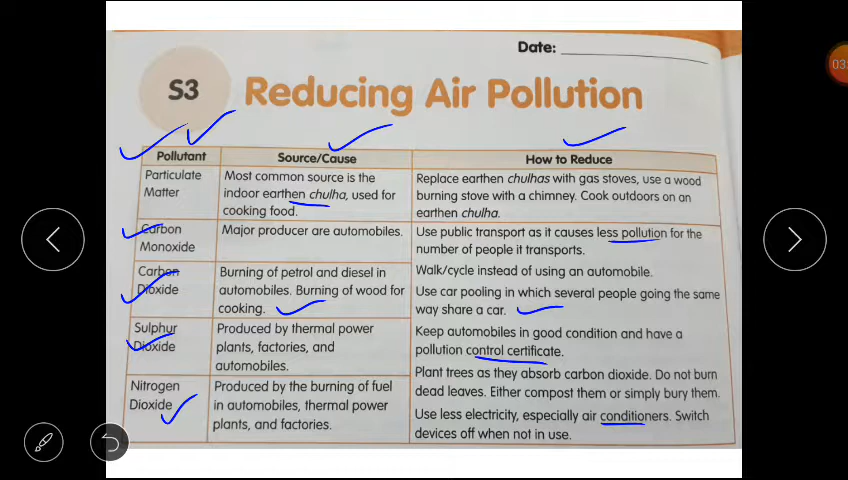 Date:
S3
Reducing Air Pollution
Pollutant
Source/Cause
How to Reduce
Particulate
Matter
Most common source is the
indoor earthen chulha, used for
cooking food.
Replace earthen chulhas with gas stoves, use a wood
burning stove with a chimney. Cook outdoors on an
earthen chulha.
Carbon
Monoxide
Major producer are automobiles.
Use public transport as it causes less pollution for the
number of people it transports.
Carbon
Dioxide
Burning of petrol and diesel in
automobiles. Burning of wood for
cooking.
Walk/cycle instead of using an automobile.
Use car pooling in which several people going the same
way share a car.
Sulphur
Dioxide
Produced by thermal power
plants, factories, and
automobiles.
Keep automobiles in good condition and have a
pollution control certificate.
Plant trees as they absorb carbon dioxide. Do not burn
dead leaves. Either compost them or simply bury them.
Nitrogen
Dioxide
Produced by the burning of fuel
in automobiles, thermal power
plants, and factories.
Use less electricity, especially air conditioners. Switch
devices off when not in use.